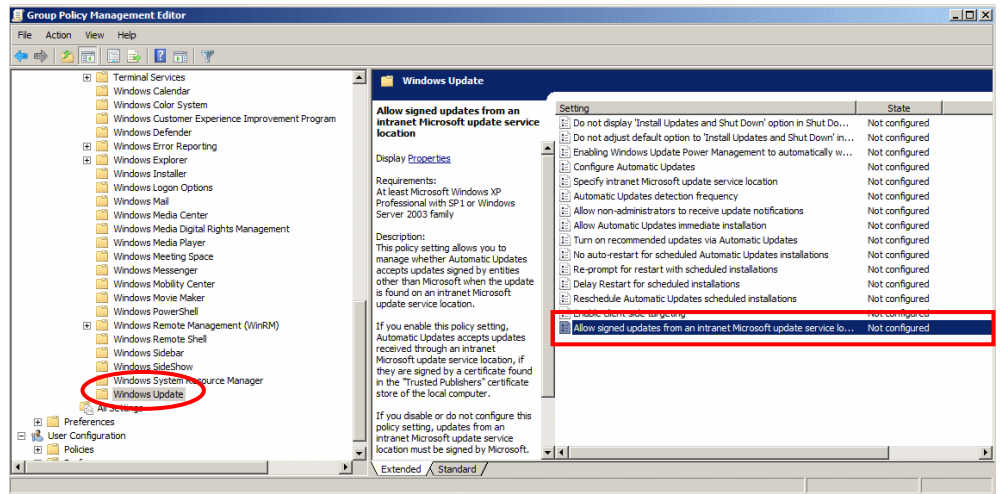 Group Policy Management Editor
File Action View Help
Terminal Services
Windows Calendar
Windows Color System
Windows Customer Experience Improvement Program
Windows Defender
Windows Error Reporting
Windows Explorer
Windows Installer
Windows Logon Options
Windows Mail
Windows Media Center
Windows Media Digital Rights Management
Windows Media Player
Windows Meeting Space
Windows Messenger
Windows Mobility Center
Windows Movie Maker
Windows PowerShell
Windows Remote Management (WinRM)
Windows Remote Shell
Windows Sidebar
Windows SideShow
Windows System Resource Manager
Windows Update
All Settings
Preferences
User Configuration
Policies
Windows Update
Allow signed updates from an
intranet Microsoft update service
location
Display Properties
Requirements:
At least Microsoft Windows XP
Professional with SP1 or Windows
Server 2003 family
Description:
This policy setting allows you to
manage whether Automatic Updates
accepts updates signed by entities
other than Microsoft when the update
is found on an intranet Microsoft
update service location.
If you enable this policy setting,
Automatic Updates accepts updates
received through an intranet
Microsoft update service location, if
they are signed by a certificate found
in the "Trusted Publishers" certificate
store of the local computer.
If you disable or do not configure this
policy setting, updates from an
intranet Microsoft update service
location must be signed by Microsoft.
Setting State
Do not display 'Install Updates and Shut Down' option in Shut Do... Not configured
Do not adjust default option to 'Install Updates and Shut Down' in... Not configured
Enabling Windows Update Power Management to automatically w... Not configured
Configure Automatic Updates Not configured
Specify intranet Microsoft update service location Not configured
Automatic Updates detection frequency Not configured
Allow non-administrators to receive update notifications Not configured
Allow Automatic Updates immediate installation Not configured
Turn on recommended updates via Automatic Updates Not configured
No auto-restart for scheduled Automatic Updates installations Not configured
Re-prompt for restart with scheduled installations Not configured
Delay Restart for scheduled installations Not configured
Reschedule Automatic Updates scheduled installations Not configured
Enable client-side targeting Not configured
Allow signed updates from an intranet Microsoft update service lo... Not configured
Extended Standard